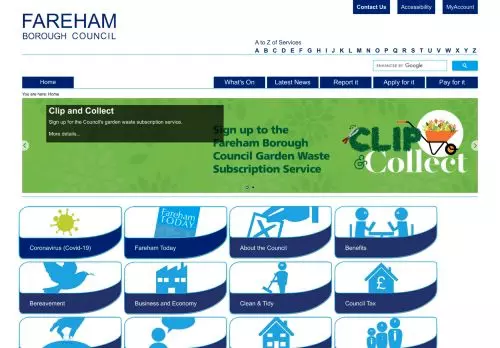 Contact Us
Accessibility
MyAccount
FAREHAM
BOROUGH COUNCIL
A to Z of Services
A B C D E F G H I J K L M N O P Q R S T U V W X Y Z
ENHANCED BY Google
Home
What's On
Latest News
Report it
Apply for it
Pay for it
You are here: Home
Clip and Collect
Sign up for the Council's garden waste subscription service.
More details...
Sign up to the
Fareham Borough
Council Garden Waste
Subscription Service
CLIP
& Collect
Fareham
TODAY
Coronavirus (Covid-19)
Fareham Today
About the Council
Benefits
£
Bereavement
Business and Economy
Clean & Tidy
Council Tax